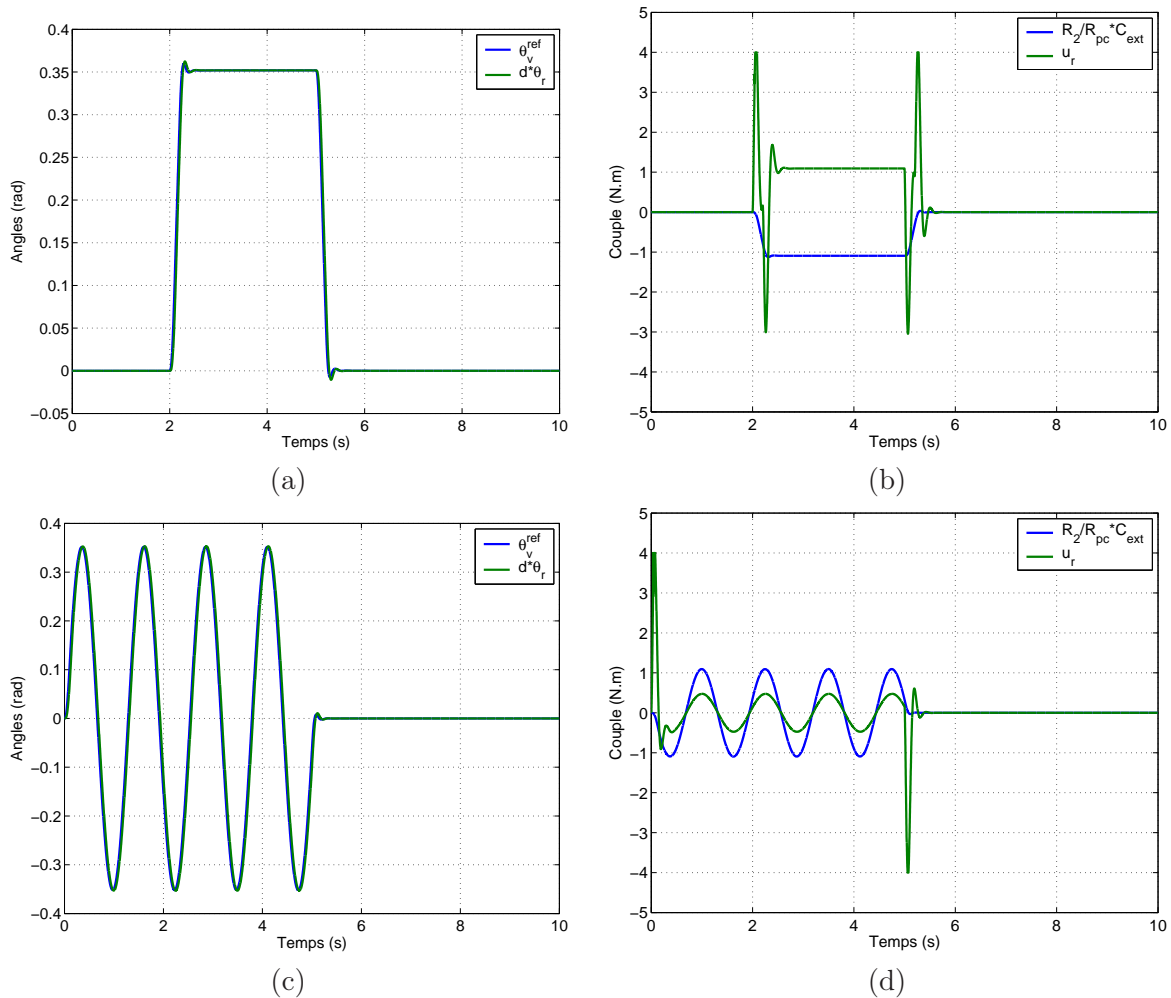 0.4
0.35
0.3
0.25
0.2
0.15
0.1
0.05
0
−0.05
Angles (rad)
0 2 4 6 8 10
Temps (s)
θ_v^ref
d*θ_r
(a)
5
4
3
2
1
0
−1
−2
−3
−4
−5
Couple (N.m)
0 2 4 6 8 10
Temps (s)
R_2/R_pc*C_ext
u_r
(b)
0.4
0.3
0.2
0.1
0
−0.1
−0.2
−0.3
−0.4
Angles (rad)
0 2 4 6 8 10
Temps (s)
θ_v^ref
d*θ_r
(c)
5
4
3
2
1
0
−1
−2
−3
−4
−5
Couple (N.m)
0 2 4 6 8 10
Temps (s)
R_2/R_pc*C_ext
u_r
(d)